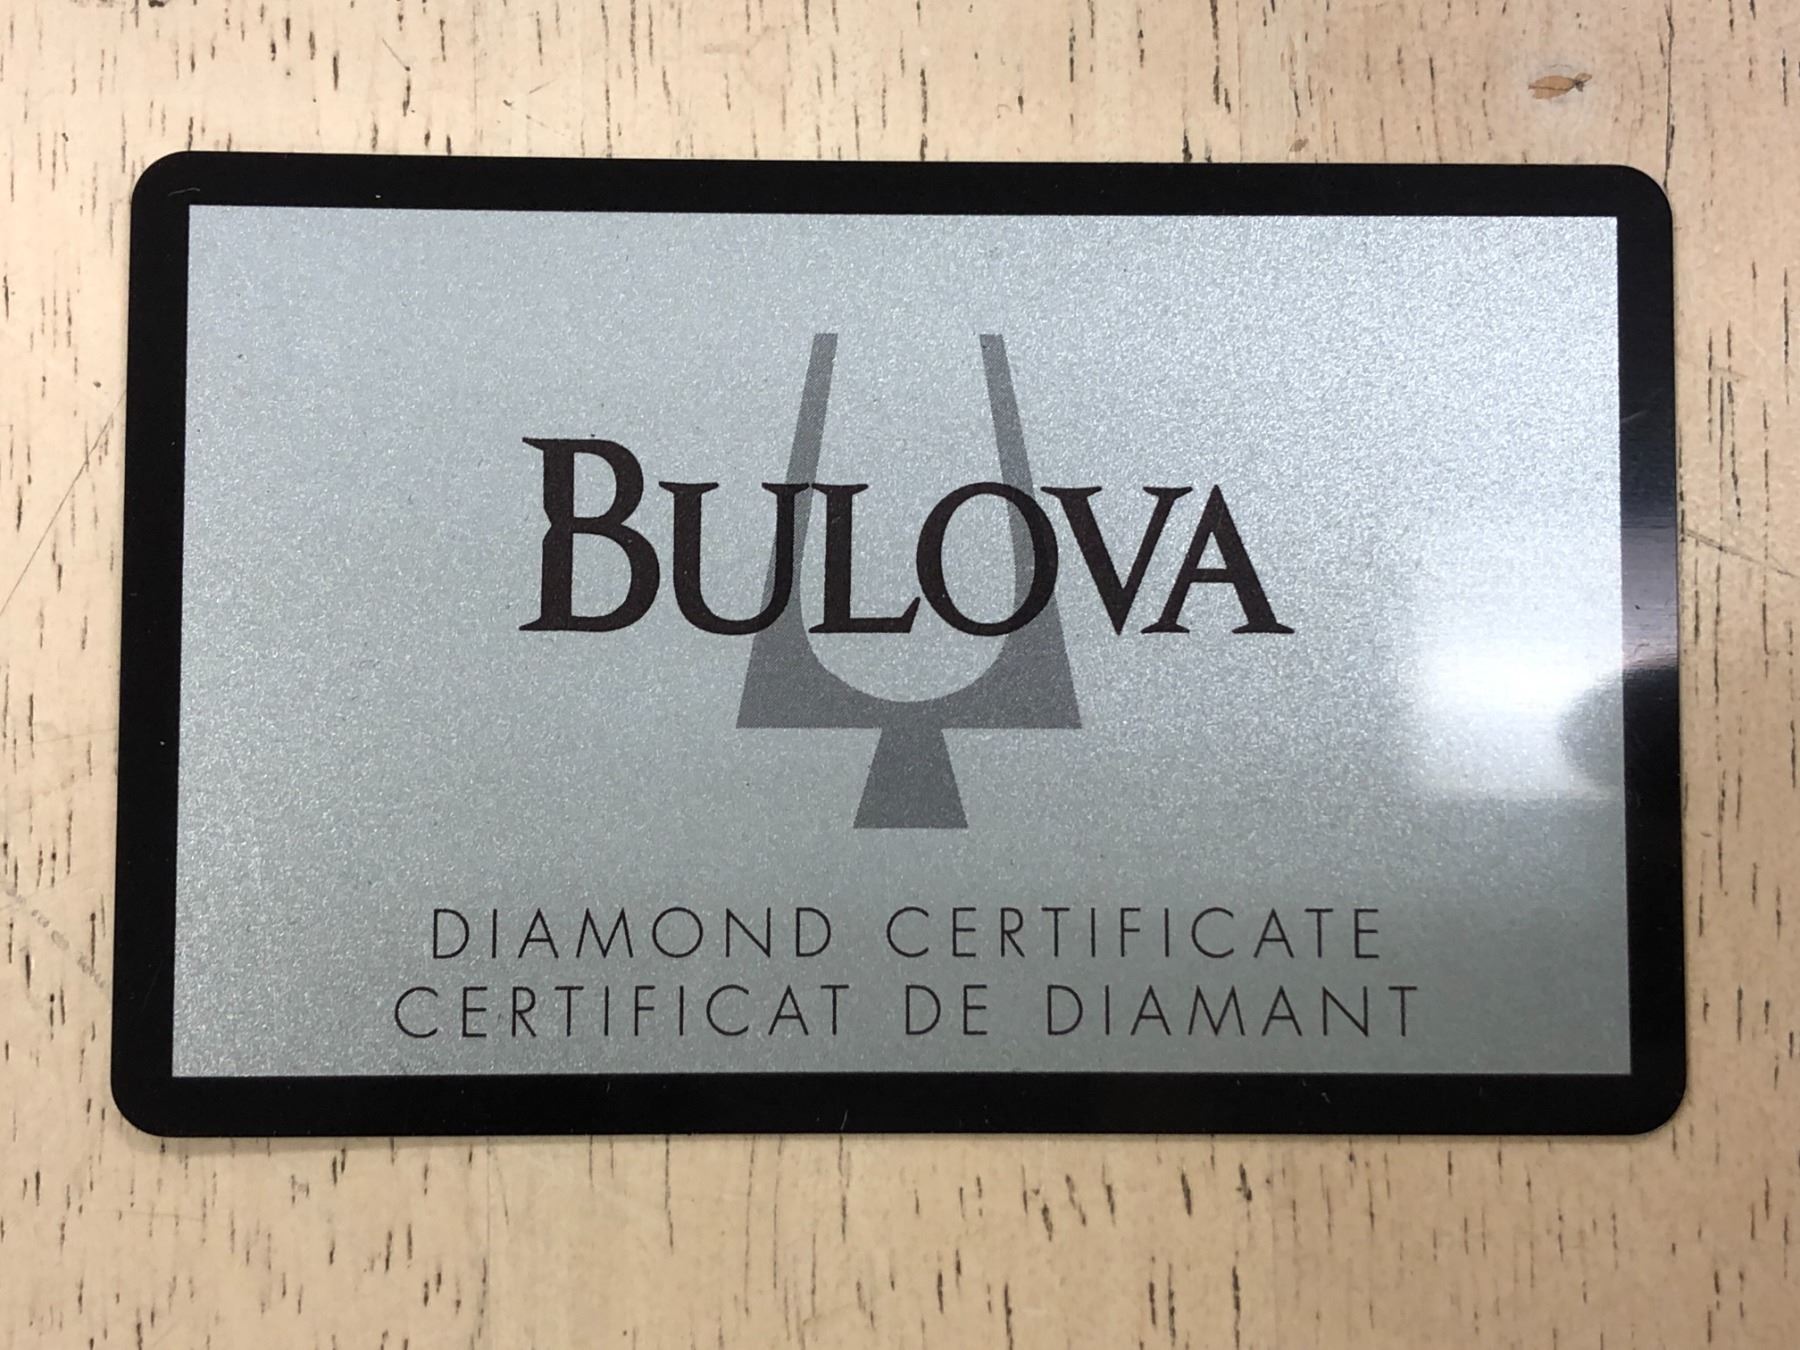 BULOVA
DIAMOND CERTIFICATE
CERTIFICAT DE DIAMANT